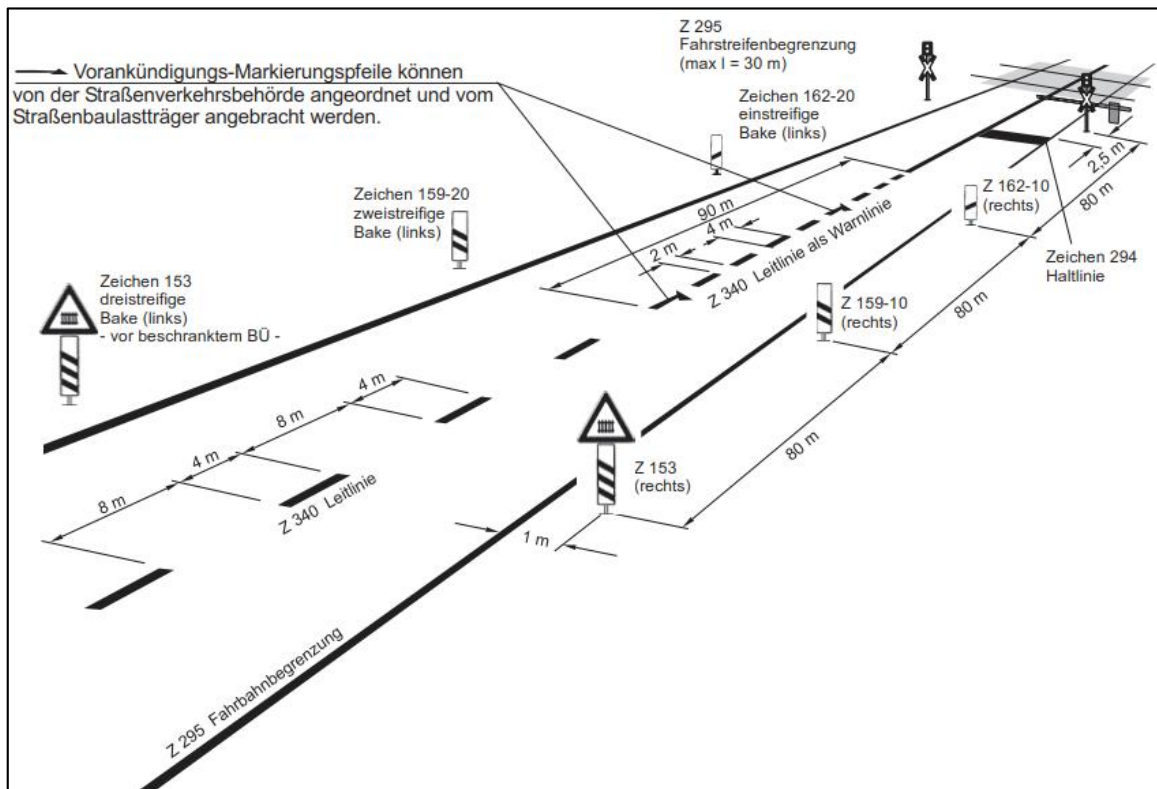 Vorankündigungs-Markierungspfeile können
von der Straßenverkehrsbehörde angeordnet und vom
Straßenbaulastträger angebracht werden.
Z 295
Fahrstreifenbegrenzung
(max l = 30 m)
Zeichen 162-20
einstreifige
Bake (links)
Zeichen 159-20
zweistreifige
Bake (links)
Zeichen 153
dreistreifige
Bake (links)
- vor beschranktem BÜ -
90 m
4 m
2 m
Z 340 Leitlinie als Warnlinie
2,5 m
80 m
Z 162-10
(rechts)
Zeichen 294
Haltlinie
80 m
Z 159-10
(rechts)
80 m
Z 153
(rechts)
1 m
4 m
8 m
4 m
8 m
Z 340 Leitlinie
Z 295 Fahrbahnbegrenzung